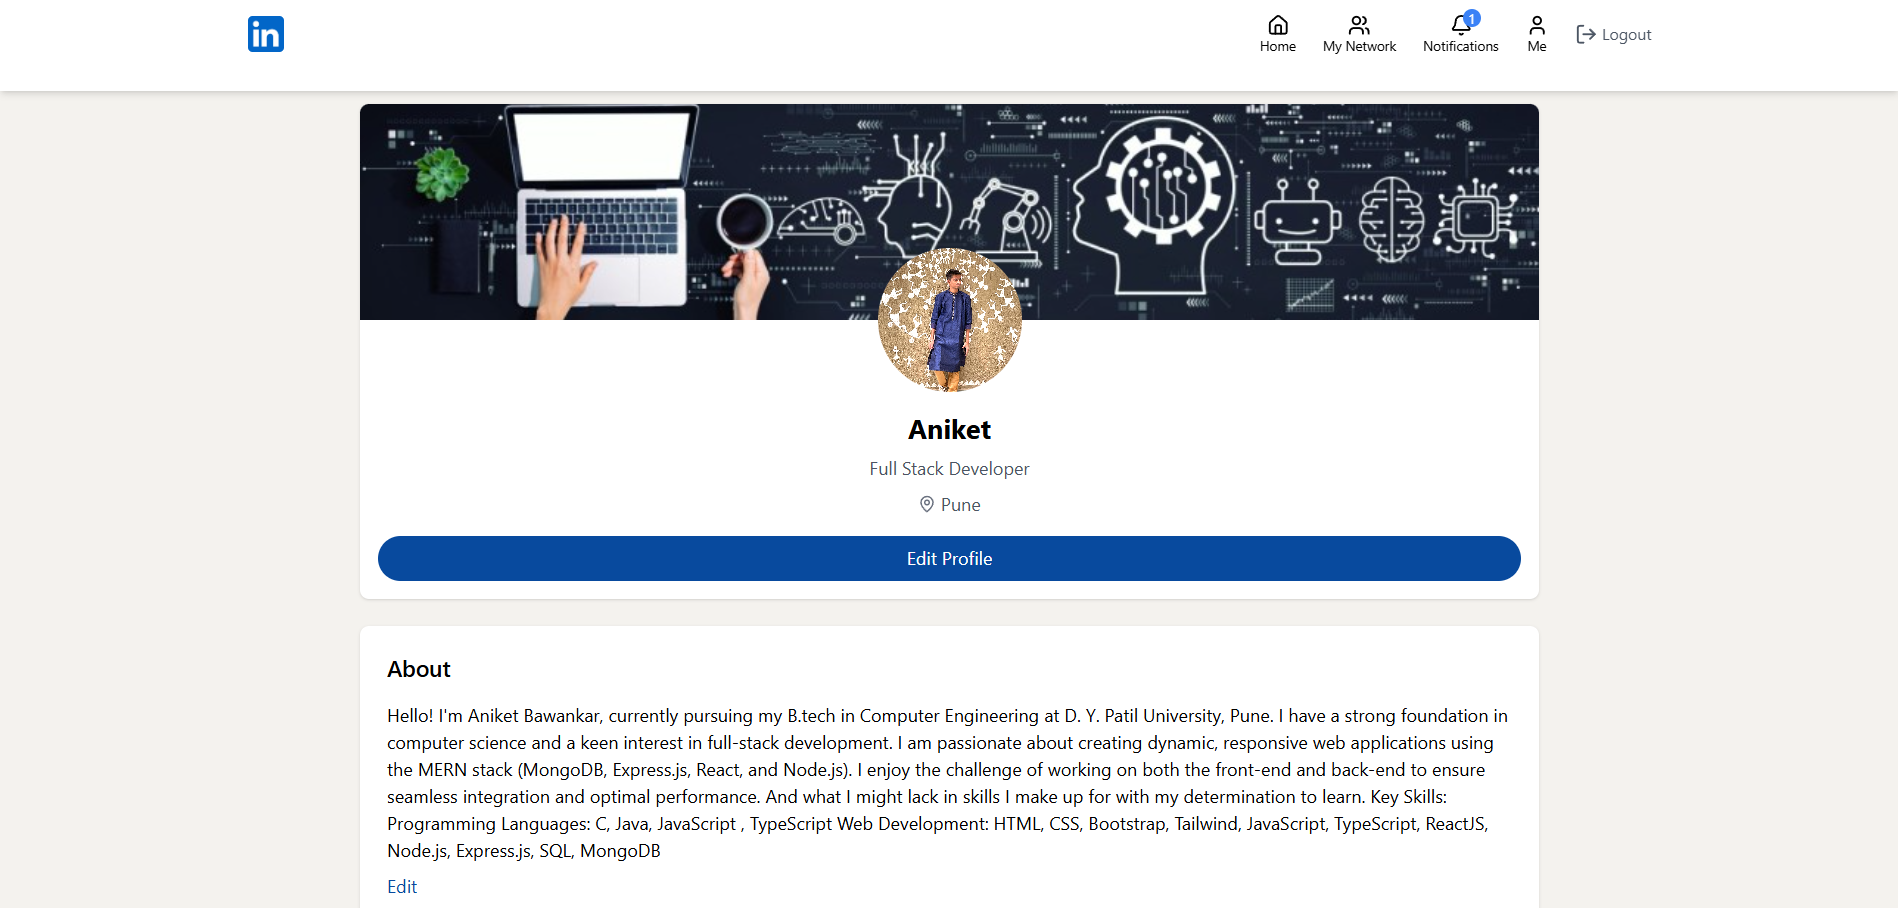 in
Home
My Network
1
Notifications
Me
Logout
Aniket
Full Stack Developer
Pune
Edit Profile
About
Hello! I'm Aniket Bawankar, currently pursuing my B.tech in Computer Engineering at D. Y. Patil University, Pune. I have a strong foundation in
computer science and a keen interest in full-stack development. I am passionate about creating dynamic, responsive web applications using
the MERN stack (MongoDB, Express.js, React, and Node.js). I enjoy the challenge of working on both the front-end and back-end to ensure
seamless integration and optimal performance. And what I might lack in skills I make up for with my determination to learn. Key Skills:
Programming Languages: C, Java, JavaScript , TypeScript Web Development: HTML, CSS, Bootstrap, Tailwind, JavaScript, TypeScript, ReactJS,
Node.js, Express.js, SQL, MongoDB
Edit